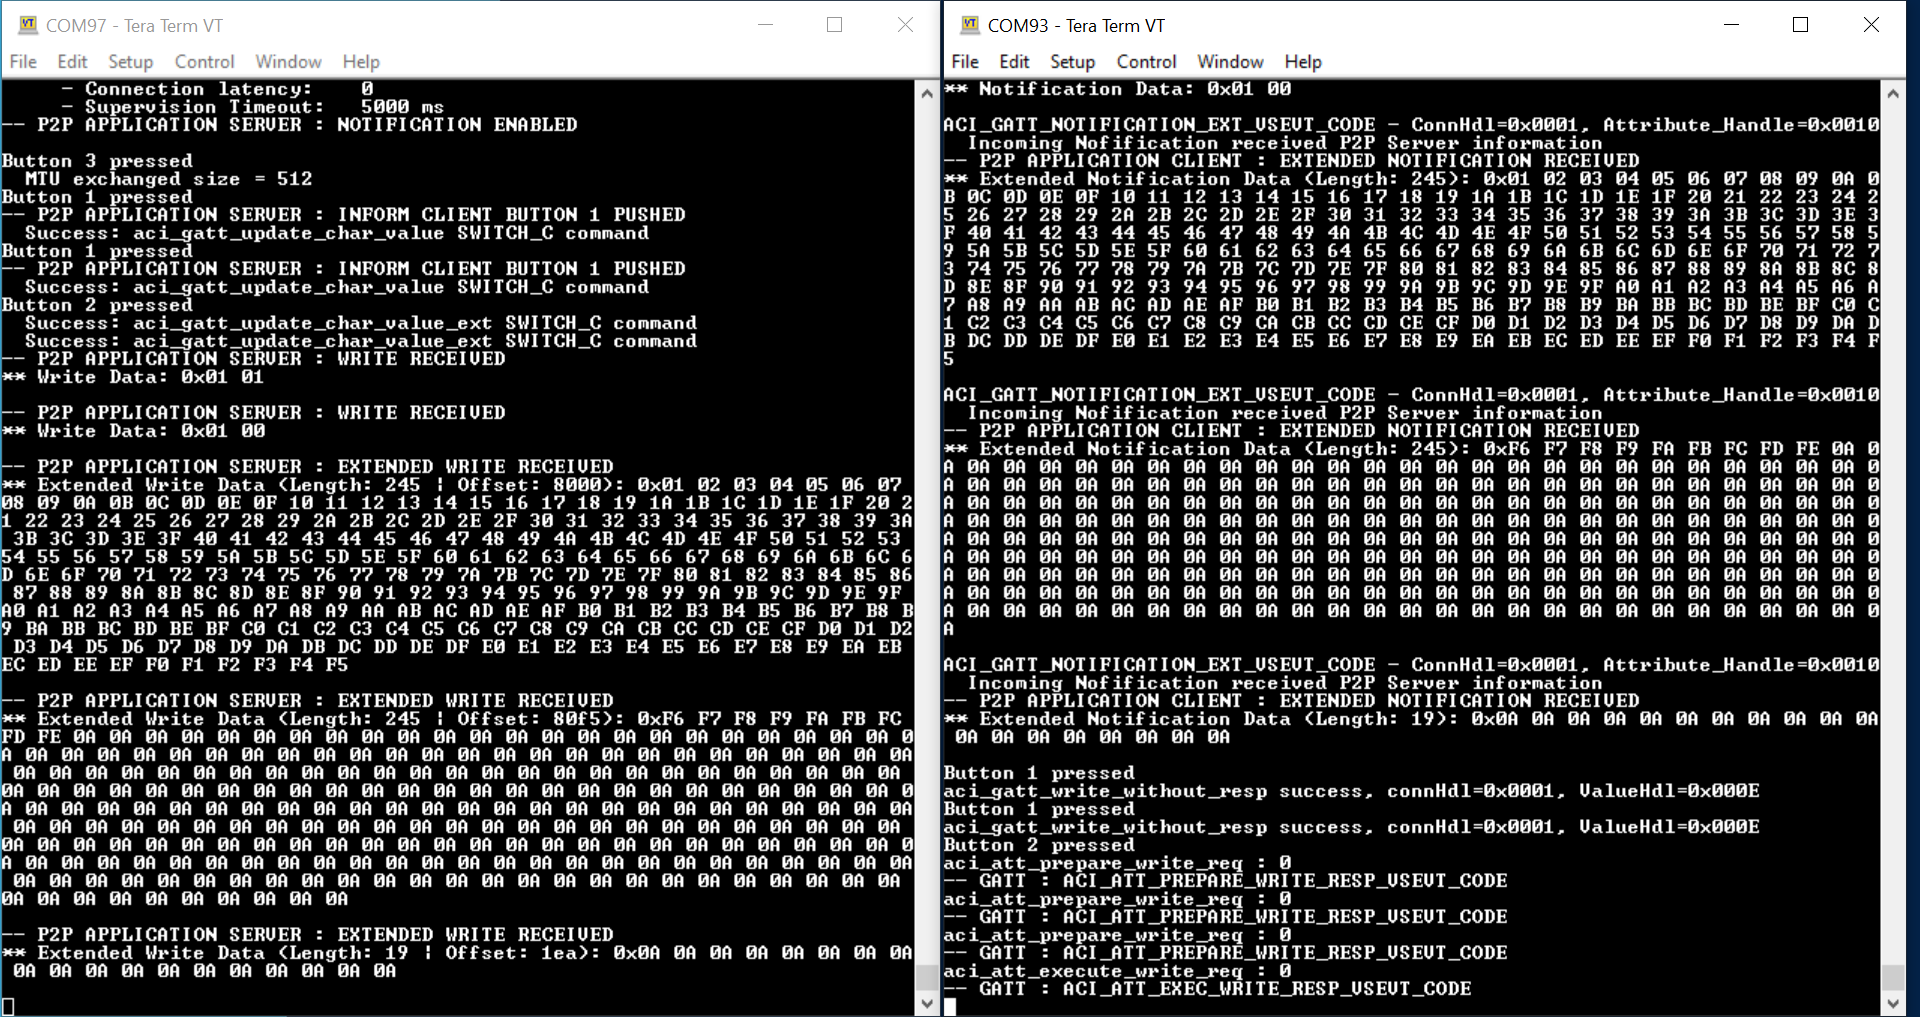 COM97 - Tera Term VT
File Edit Setup Control Window Help
- Connection latency: 0
- Supervision Timeout: 5000 ms
-- P2P APPLICATION SERVER : NOTIFICATION ENABLED
Button 3 pressed
MTU exchanged size = 512
Button 1 pressed
-- P2P APPLICATION SERVER : INFORM CLIENT BUTTON 1 PUSHED
Success: aci_gatt_update_char_value SWITCH_C command
Button 1 pressed
-- P2P APPLICATION SERVER : INFORM CLIENT BUTTON 1 PUSHED
Success: aci_gatt_update_char_value SWITCH_C command
Button 2 pressed
Success: aci_gatt_update_char_value_ext SWITCH_C command
Success: aci_gatt_update_char_value_ext SWITCH_C command
-- P2P APPLICATION SERVER : WRITE RECEIVED
** Write Data: 0x01 01
-- P2P APPLICATION SERVER : WRITE RECEIVED
** Write Data: 0x01 00
-- P2P APPLICATION SERVER : EXTENDED WRITE RECEIVED
** Extended Write Data (Length: 245 | Offset: 8000): 0x01 02 03 04 05 06 07
08 09 0A 0B 0C 0D 0E 0F 10 11 12 13 14 15 16 17 18 19 1A 1B 1C 1D 1E 1F 20 2
1 22 23 24 25 26 27 28 29 2A 2B 2C 2D 2E 2F 30 31 32 33 34 35 36 37 38 39 3A
3B 3C 3D 3E 3F 40 41 42 43 44 45 46 47 48 49 4A 4B 4C 4D 4E 4F 50 51 52 53
54 55 56 57 58 59 5A 5B 5C 5D 5E 5F 60 61 62 63 64 65 66 67 68 69 6A 6B 6C 6
D 6E 6F 70 71 72 73 74 75 76 77 78 79 7A 7B 7C 7D 7E 7F 80 81 82 83 84 85 86
87 88 89 8A 8B 8C 8D 8E 8F 90 91 92 93 94 95 96 97 98 99 9A 9B 9C 9D 9E 9F
A0 A1 A2 A3 A4 A5 A6 A7 A8 A9 AA AB AC AD AE AF B0 B1 B2 B3 B4 B5 B6 B7 B8 B
9 BA BB BC BD BE BF C0 C1 C2 C3 C4 C5 C6 C7 C8 C9 CA CB CC CD CE CF D0 D1 D2
D3 D4 D5 D6 D7 D8 D9 DA DB DC DD DE DF E0 E1 E2 E3 E4 E5 E6 E7 E8 E9 EA EB
EC ED EE EF F0 F1 F2 F3 F4 F5
-- P2P APPLICATION SERVER : EXTENDED WRITE RECEIVED
** Extended Write Data (Length: 245 | Offset: 80f5): 0xF6 F7 F8 F9 FA FB FC
FD FE 0A 0A 0A 0A 0A 0A 0A 0A 0A 0A 0A 0A 0A 0A 0A 0A 0A 0A 0A 0A 0A 0A 0A 0
A 0A 0A 0A 0A 0A 0A 0A 0A 0A 0A 0A 0A 0A 0A 0A 0A 0A 0A 0A 0A 0A 0A 0A 0A 0A
0A 0A 0A 0A 0A 0A 0A 0A 0A 0A 0A 0A 0A 0A 0A 0A 0A 0A 0A 0A 0A 0A 0A 0A 0A
0A 0A 0A 0A 0A 0A 0A 0A 0A 0A 0A 0A 0A 0A 0A 0A 0A 0A 0A 0A 0A 0A 0A 0A 0A 0
A 0A 0A 0A 0A 0A 0A 0A 0A 0A 0A 0A 0A 0A 0A 0A 0A 0A 0A 0A 0A 0A 0A 0A 0A 0A
0A 0A 0A 0A 0A 0A 0A 0A 0A 0A 0A 0A 0A 0A 0A 0A 0A 0A 0A 0A 0A 0A 0A 0A 0A
0A 0A 0A 0A 0A 0A 0A 0A 0A 0A 0A 0A 0A 0A 0A 0A 0A 0A 0A 0A 0A 0A 0A 0A 0A 0
A 0A 0A 0A 0A 0A 0A 0A 0A 0A 0A 0A 0A 0A 0A 0A 0A 0A 0A 0A 0A 0A 0A 0A 0A 0A
0A 0A 0A 0A 0A 0A 0A 0A 0A 0A 0A 0A 0A 0A 0A 0A 0A 0A 0A 0A 0A 0A 0A 0A 0A
0A 0A 0A 0A 0A 0A 0A 0A 0A 0A
-- P2P APPLICATION SERVER : EXTENDED WRITE RECEIVED
** Extended Write Data (Length: 19 | Offset: 1ea): 0x0A 0A 0A 0A 0A 0A 0A 0A
0A 0A 0A 0A 0A 0A 0A 0A 0A 0A 0A
COM93 - Tera Term VT
File Edit Setup Control Window Help
** Notification Data: 0x01 00
ACI_GATT_NOTIFICATION_EXT_VSEVT_CODE - ConnHdl=0x0001, Attribute_Handle=0x0010
Incoming Nofification received P2P Server information
-- P2P APPLICATION CLIENT : EXTENDED NOTIFICATION RECEIVED
** Extended Notification Data (Length: 245): 0x01 02 03 04 05 06 07 08 09 0A 0
B 0C 0D 0E 0F 10 11 12 13 14 15 16 17 18 19 1A 1B 1C 1D 1E 1F 20 21 22 23 24 2
5 26 27 28 29 2A 2B 2C 2D 2E 2F 30 31 32 33 34 35 36 37 38 39 3A 3B 3C 3D 3E 3
F 40 41 42 43 44 45 46 47 48 49 4A 4B 4C 4D 4E 4F 50 51 52 53 54 55 56 57 58 5
9 5A 5B 5C 5D 5E 5F 60 61 62 63 64 65 66 67 68 69 6A 6B 6C 6D 6E 6F 70 71 72 7
3 74 75 76 77 78 79 7A 7B 7C 7D 7E 7F 80 81 82 83 84 85 86 87 88 89 8A 8B 8C 8
D 8E 8F 90 91 92 93 94 95 96 97 98 99 9A 9B 9C 9D 9E 9F A0 A1 A2 A3 A4 A5 A6 A
7 A8 A9 AA AB AC AD AE AF B0 B1 B2 B3 B4 B5 B6 B7 B8 B9 BA BB BC BD BE BF C0 C
1 C2 C3 C4 C5 C6 C7 C8 C9 CA CB CC CD CE CF D0 D1 D2 D3 D4 D5 D6 D7 D8 D9 DA D
B DC DD DE DF E0 E1 E2 E3 E4 E5 E6 E7 E8 E9 EA EB EC ED EE EF F0 F1 F2 F3 F4 F
5
ACI_GATT_NOTIFICATION_EXT_VSEVT_CODE - ConnHdl=0x0001, Attribute_Handle=0x0010
Incoming Nofification received P2P Server information
-- P2P APPLICATION CLIENT : EXTENDED NOTIFICATION RECEIVED
** Extended Notification Data (Length: 245): 0xF6 F7 F8 F9 FA FB FC FD FE 0A 0
A 0A 0A 0A 0A 0A 0A 0A 0A 0A 0A 0A 0A 0A 0A 0A 0A 0A 0A 0A 0A 0A 0A 0A 0A 0A 0
A 0A 0A 0A 0A 0A 0A 0A 0A 0A 0A 0A 0A 0A 0A 0A 0A 0A 0A 0A 0A 0A 0A 0A 0A 0A 0
A 0A 0A 0A 0A 0A 0A 0A 0A 0A 0A 0A 0A 0A 0A 0A 0A 0A 0A 0A 0A 0A 0A 0A 0A 0A 0
A 0A 0A 0A 0A 0A 0A 0A 0A 0A 0A 0A 0A 0A 0A 0A 0A 0A 0A 0A 0A 0A 0A 0A 0A 0A 0
A 0A 0A 0A 0A 0A 0A 0A 0A 0A 0A 0A 0A 0A 0A 0A 0A 0A 0A 0A 0A 0A 0A 0A 0A 0A 0
A 0A 0A 0A 0A 0A 0A 0A 0A 0A 0A 0A 0A 0A 0A 0A 0A 0A 0A 0A 0A 0A 0A 0A 0A 0A 0
A 0A 0A 0A 0A 0A 0A 0A 0A 0A 0A 0A 0A 0A 0A 0A 0A 0A 0A 0A 0A 0A 0A 0A 0A 0A 0
A 0A 0A 0A 0A 0A 0A 0A 0A 0A 0A 0A 0A 0A 0A 0A 0A 0A 0A 0A 0A 0A 0A 0A 0A 0A 0
A 0A 0A 0A 0A 0A 0A 0A 0A 0A 0A 0A 0A 0A 0A 0A 0A 0A 0A 0A 0A 0A 0A 0A 0A 0A 0
A
ACI_GATT_NOTIFICATION_EXT_VSEVT_CODE - ConnHdl=0x0001, Attribute_Handle=0x0010
Incoming Nofification received P2P Server information
-- P2P APPLICATION CLIENT : EXTENDED NOTIFICATION RECEIVED
** Extended Notification Data (Length: 19): 0x0A 0A 0A 0A 0A 0A 0A 0A 0A 0A 0A
0A 0A 0A 0A 0A 0A 0A 0A
Button 1 pressed
aci_gatt_write_without_resp success, connHdl=0x0001, ValueHdl=0x000E
Button 1 pressed
aci_gatt_write_without_resp success, connHdl=0x0001, ValueHdl=0x000E
Button 2 pressed
aci_att_prepare_write_req : 0
-- GATT : ACI_ATT_PREPARE_WRITE_RESP_VSEVT_CODE
aci_att_prepare_write_req : 0
-- GATT : ACI_ATT_PREPARE_WRITE_RESP_VSEVT_CODE
aci_att_prepare_write_req : 0
-- GATT : ACI_ATT_PREPARE_WRITE_RESP_VSEVT_CODE
aci_att_execute_write_req : 0
-- GATT : ACI_ATT_EXEC_WRITE_RESP_VSEVT_CODE